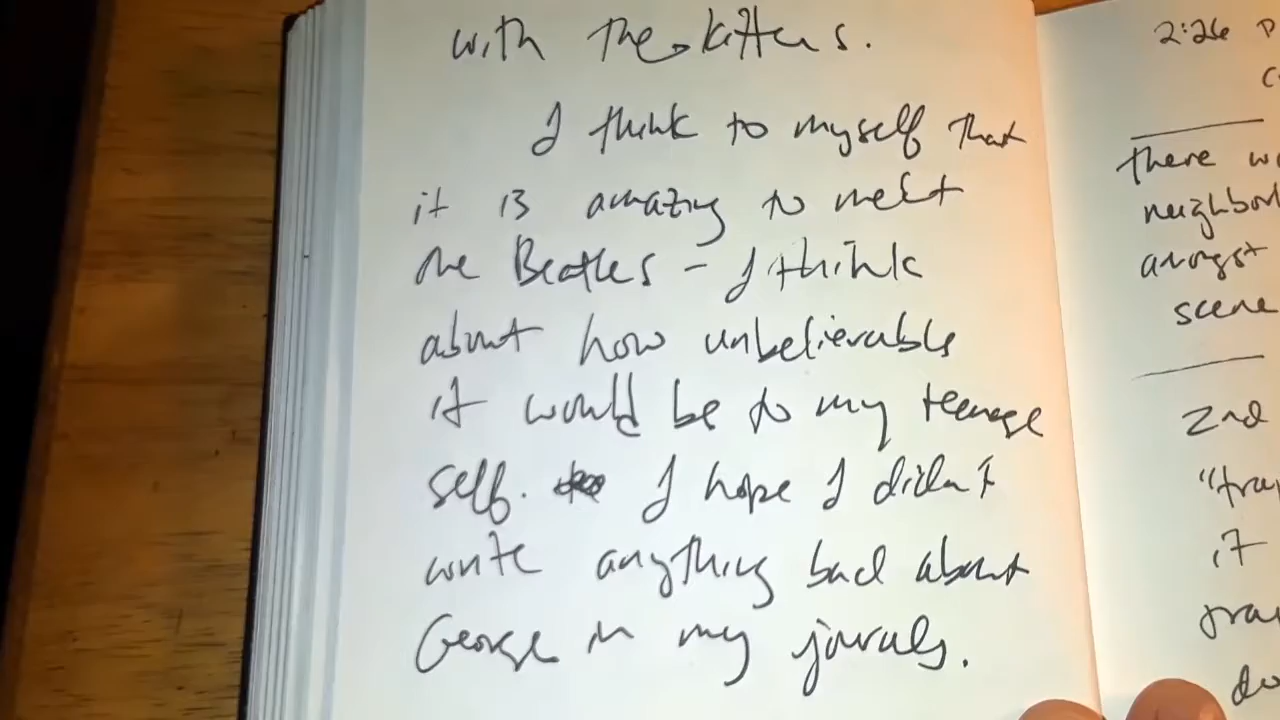 with the kittens.
I think to myself that
it is amazing to meet
the Beatles - I think
about how unbelievable
it would be to my teenage
self. I hope I didn't
write anything bad about
George in my journals.
2:26 P
there
neighbor
amongst
scene
2nd
it